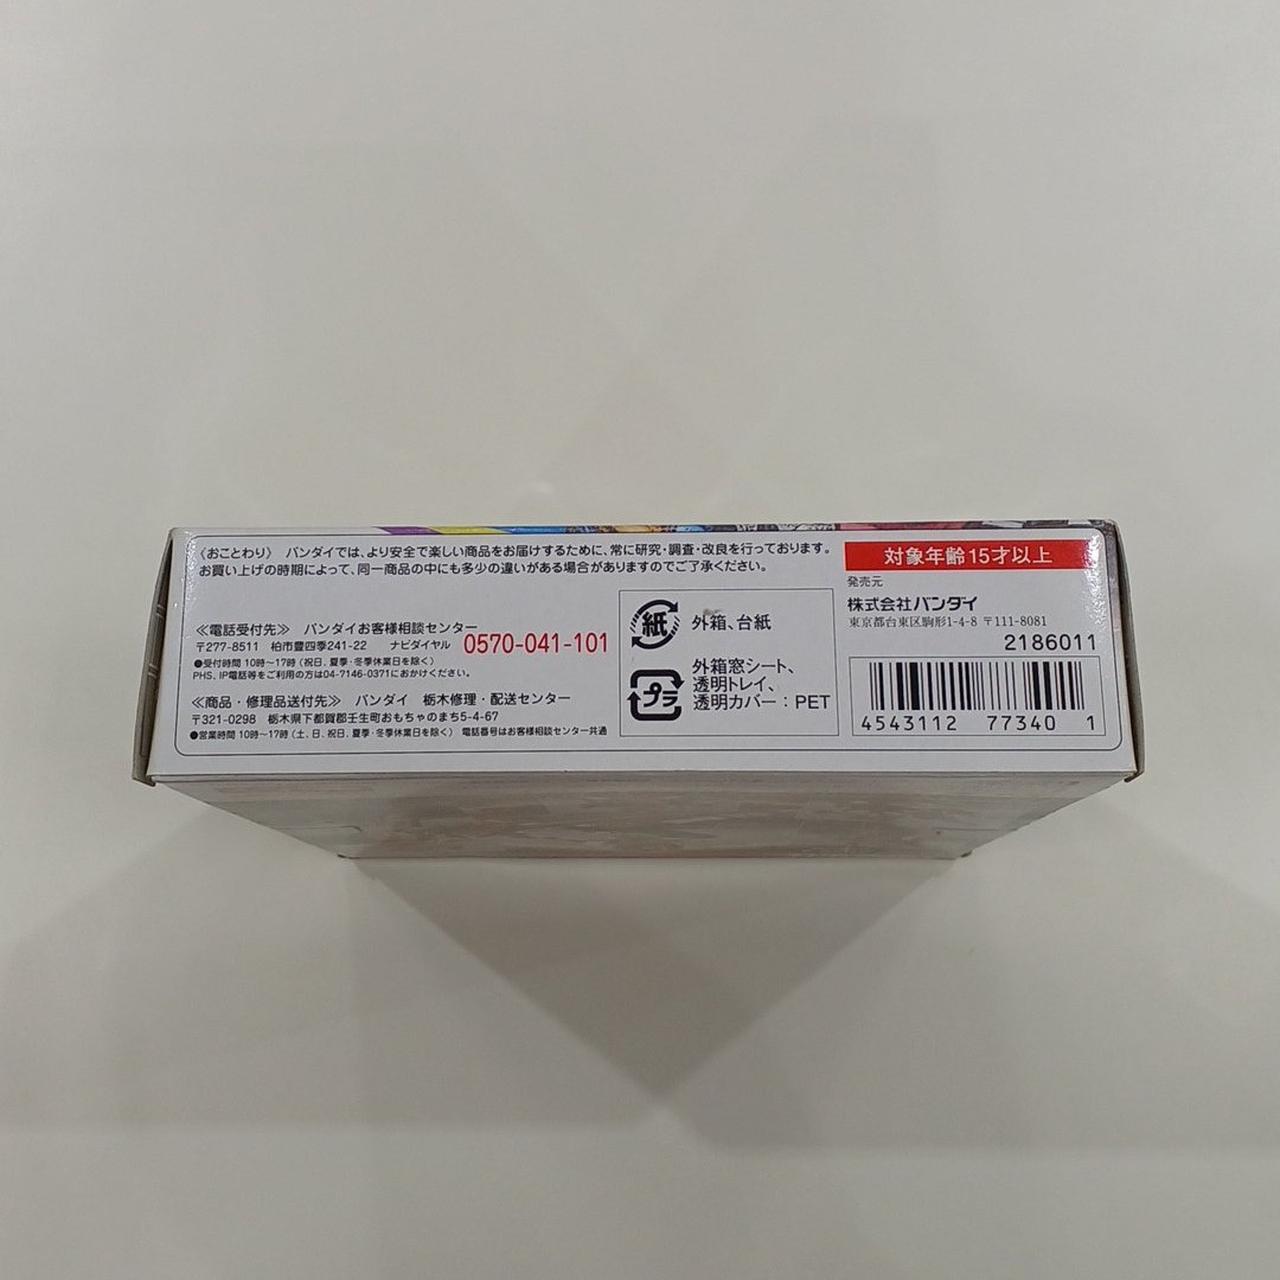 〈おことわり〉 バンダイでは、より安全で楽しい商品をお届けするために、常に研究・調査・改良を行っております。
お買い上げの時期によって、同一商品の中にも多少の違いがある場合がありますのでご了承ください。
≪電話受付先≫ バンダイお客様相談センター
〒277-8511 柏市豊四季241-22 ナビダイヤル 0570-041-101
●受付時間 10時〜17時(祝日、夏季・冬季休業日を除く)
PHS、IP電話等をご利用の方は04-7146-0371におかけください。
≪商品・修理品送付先≫ バンダイ 栃木修理・配送センター
〒321-0298 栃木県下都賀郡壬生町おもちゃのまち5-4-67
●営業時間 10時〜17時(土、日、祝日、夏季・冬季休業日を除く) 電話番号はお客様相談センター共通
紙 外箱、台紙
プラ 外箱窓シート、
透明トレイ、
透明カバー：PET
対象年齢15才以上
発売元
株式会社バンダイ
東京都台東区駒形1-4-8 〒111-8081
2186011
4543112 77340 1